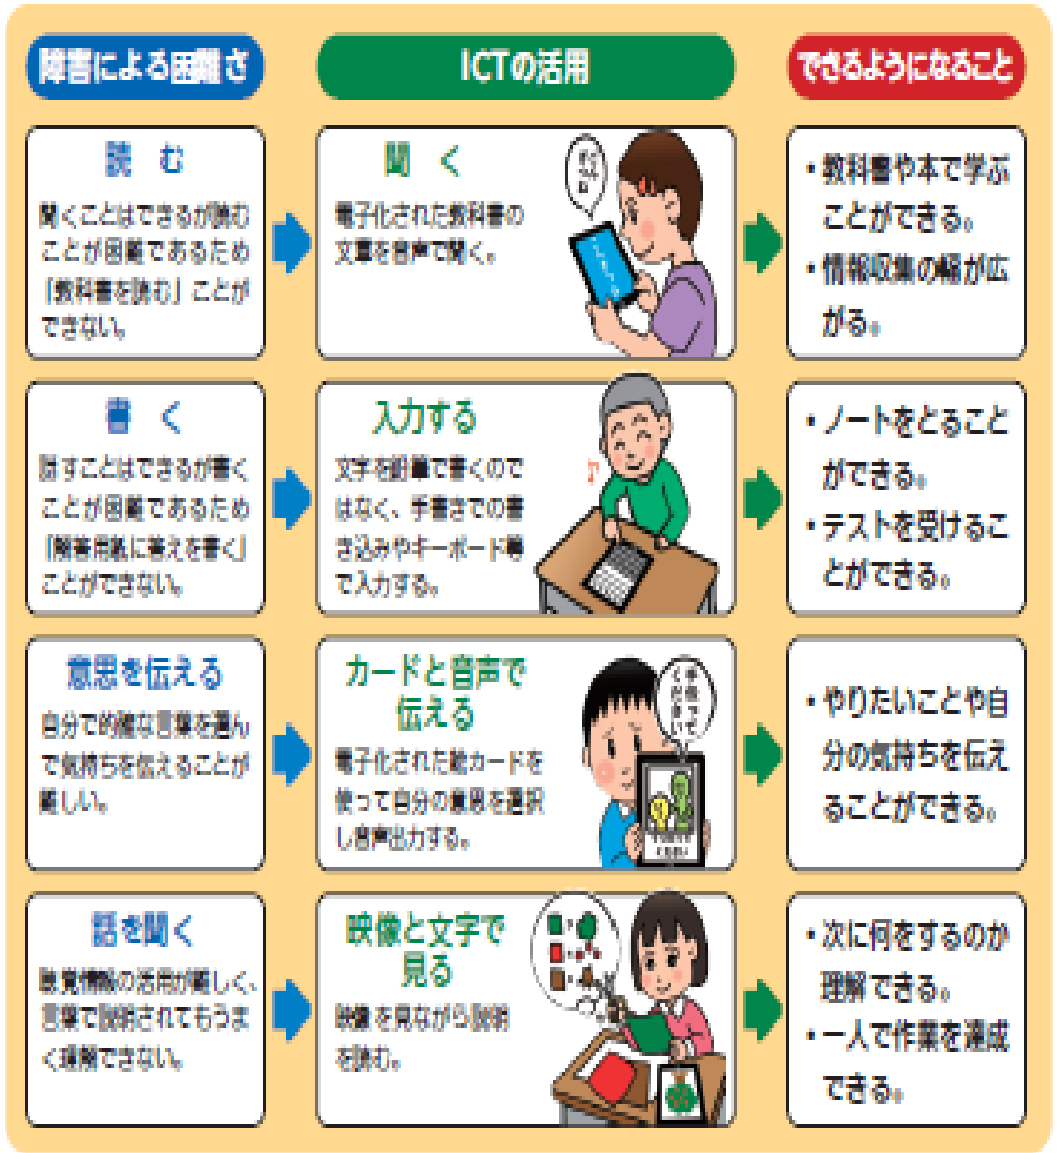 障害による困難さ
ICTの活用
できるようになること
読 む
聞くことはできるが読む
ことが困難であるため
「教科書を読む」ことが
できない。
聞 く
電子化された教科書の
文章を音声で聞く。
・教科書や本で学ぶ
ことができる。
・情報収集の幅が広
がる。
書 く
話すことはできるが書く
ことが困難であるため
「解答用紙に答えを書く」
ことができない。
入力する
文字を鉛筆で書くので
はなく、手書きでの書
き込みやキーボード等
で入力する。
・ノートをとること
ができる。
・テストを受けるこ
とができる。
意思を伝える
自分で的確な言葉を選ん
で気持ちを伝えることが
難しい。
カードと音声で
伝える
電子化された絵カードを
使って自分の意思を選択
し音声出力する。
手伝って
ください
・やりたいことや自
分の気持ちを伝え
ることができる。
話を聞く
聴覚情報の活用が難しく、
言葉で説明されてもうま
く理解できない。
映像と文字で
見る
映像を見ながら説明
を読む。
・次に何をするのか
理解できる。
・一人で作業を達成
できる。